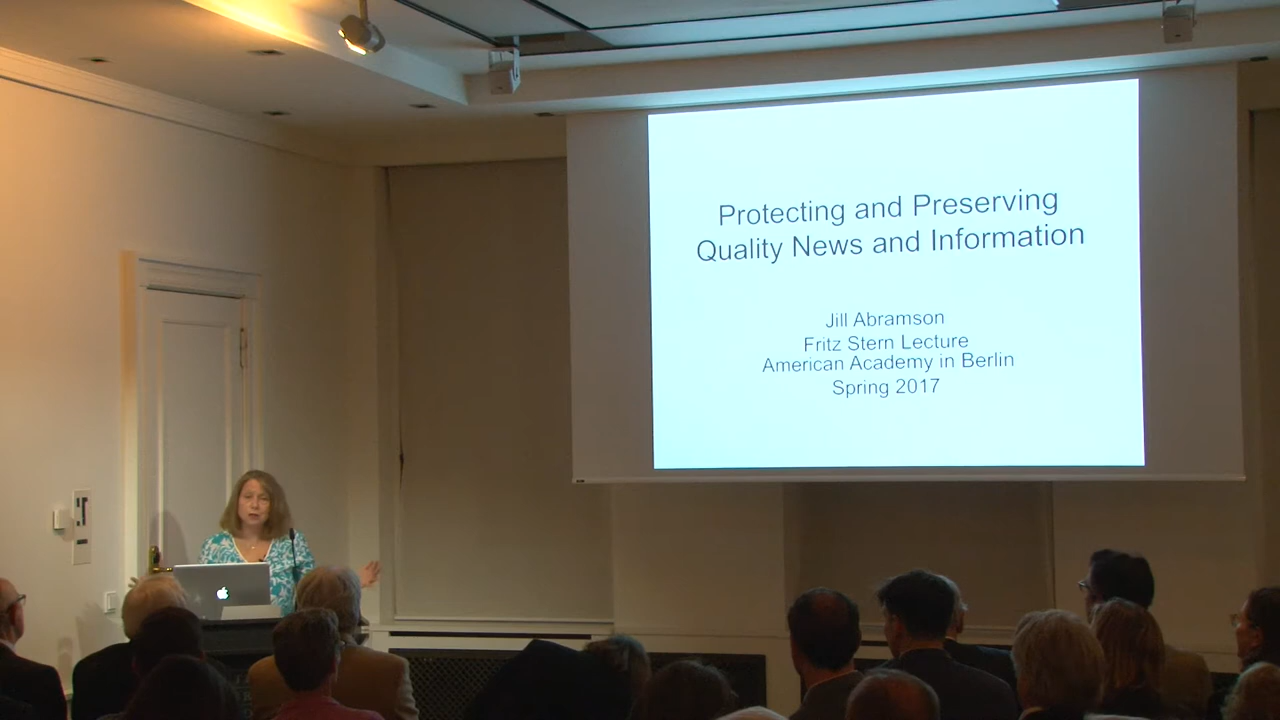 Protecting and Preserving
Quality News and Information
Jill Abramson
Fritz Stern Lecture
American Academy in Berlin
Spring 2017